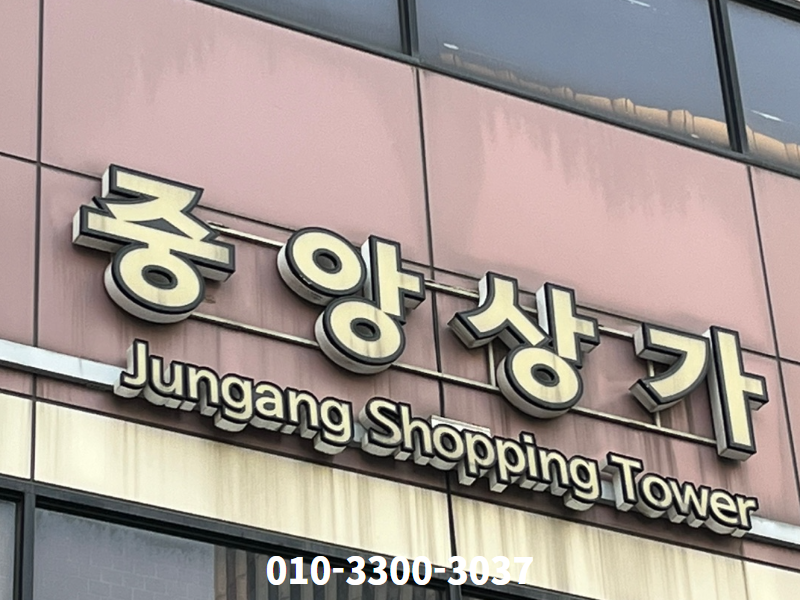 중앙상가
Jungang Shopping Tower
010-3300-3037